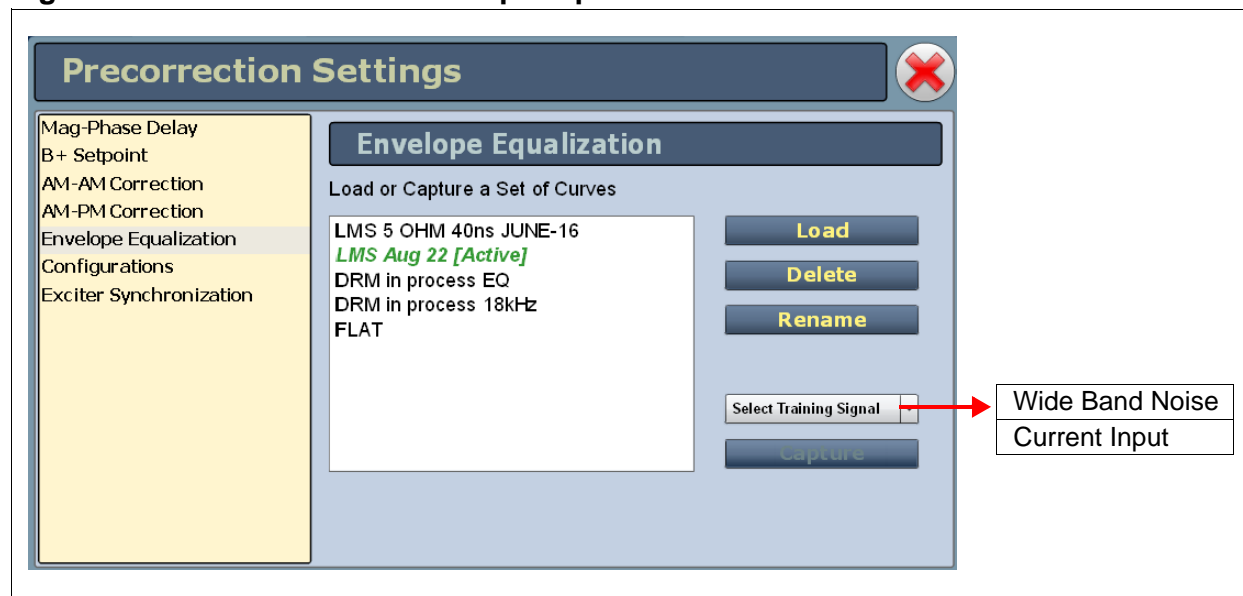 Precorrection Settings
Mag-Phase Delay
B+ Setpoint
AM-AM Correction
AM-PM Correction
Envelope Equalization
Configurations
Exciter Synchronization
Envelope Equalization
Load or Capture a Set of Curves
LMS 5 OHM 40ns JUNE-16
LMS Aug 22 [Active]
DRM in process EQ
DRM in process 18kHz
FLAT
Load
Delete
Rename
Select Training Signal
Capture
Wide Band Noise
Current Input